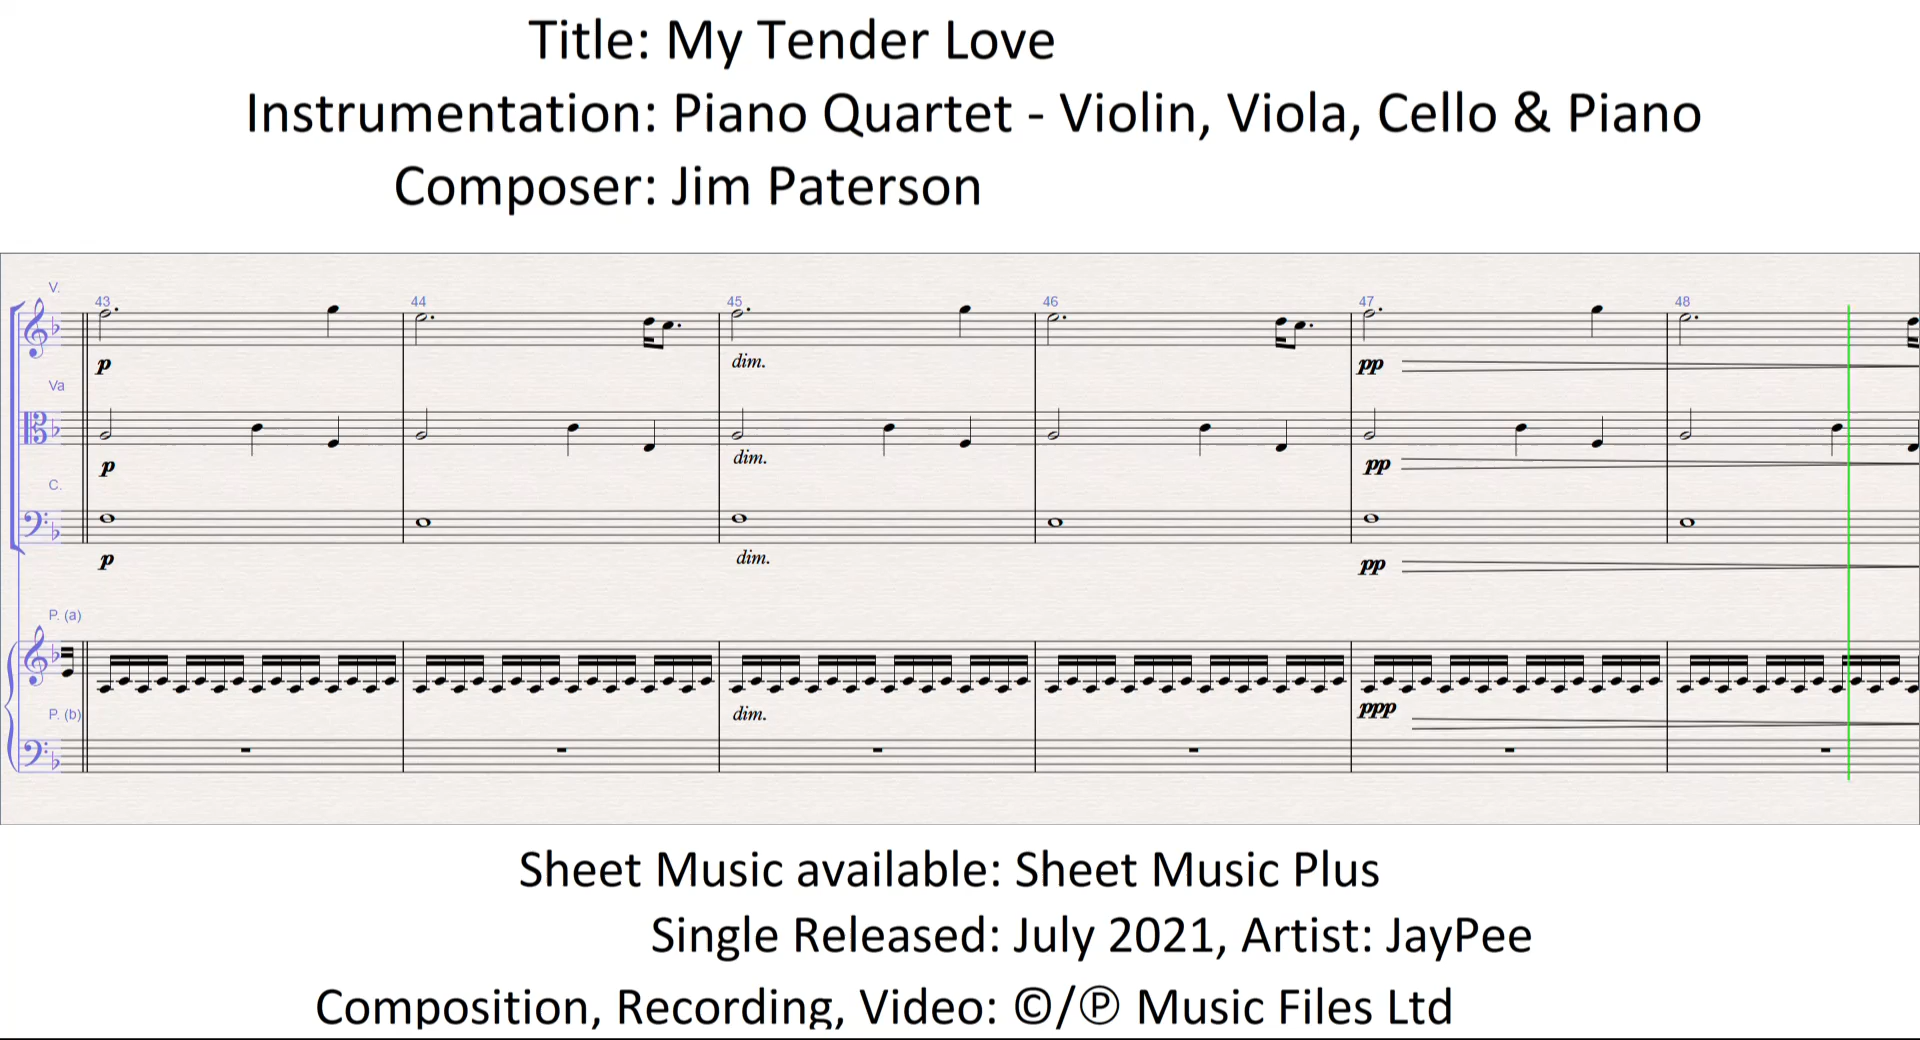 Title: My Tender Love
Instrumentation: Piano Quartet - Violin, Viola, Cello & Piano
Composer: Jim Paterson
V.
43 44 45 46 47 48
p dim. pp
Va
p dim. pp
C.
p dim. pp
P. (a)
dim. ppp
P. (b)
Sheet Music available: Sheet Music Plus
Single Released: July 2021, Artist: JayPee
Composition, Recording, Video: ©/℗ Music Files Ltd